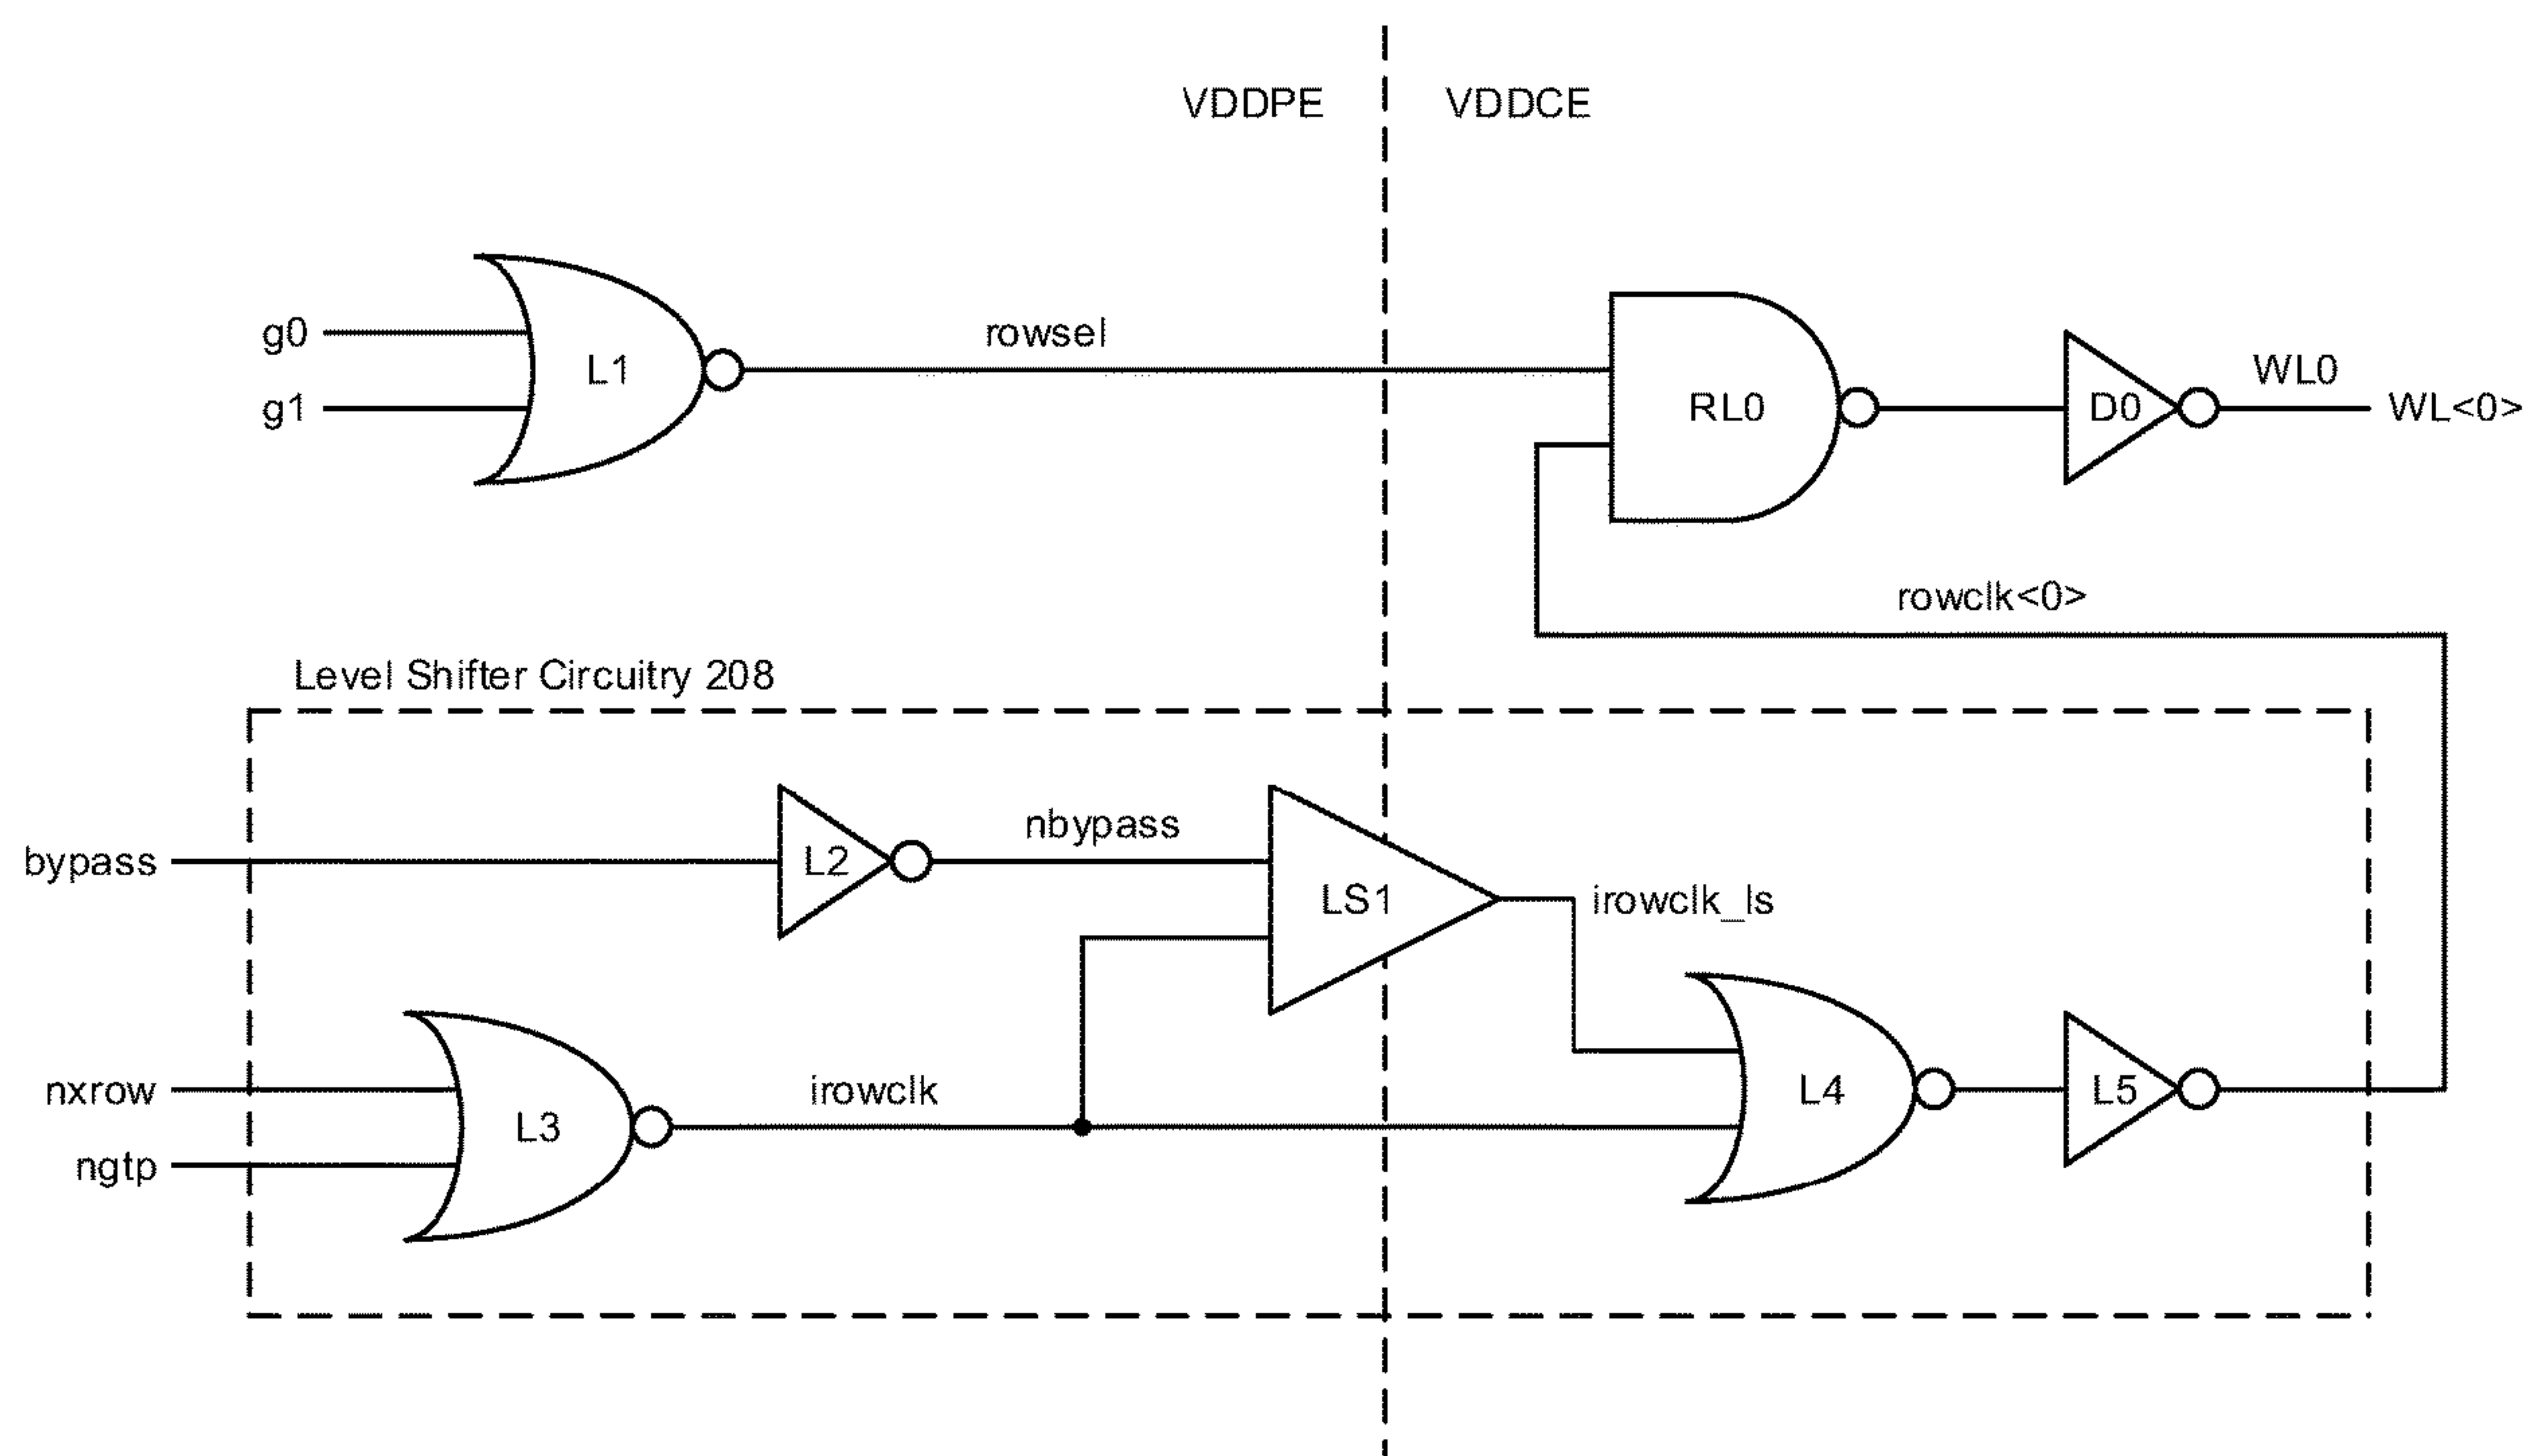 VDDPE
VDDCE
g0
g1
L1
rowsel
RL0
D0
WL0
WL<0>
rowclk<0>
Level Shifter Circuitry 208
bypass
L2
nbypass
LS1
irowclk_ls
nxrow
ngtp
L3
irowclk
L4
L5